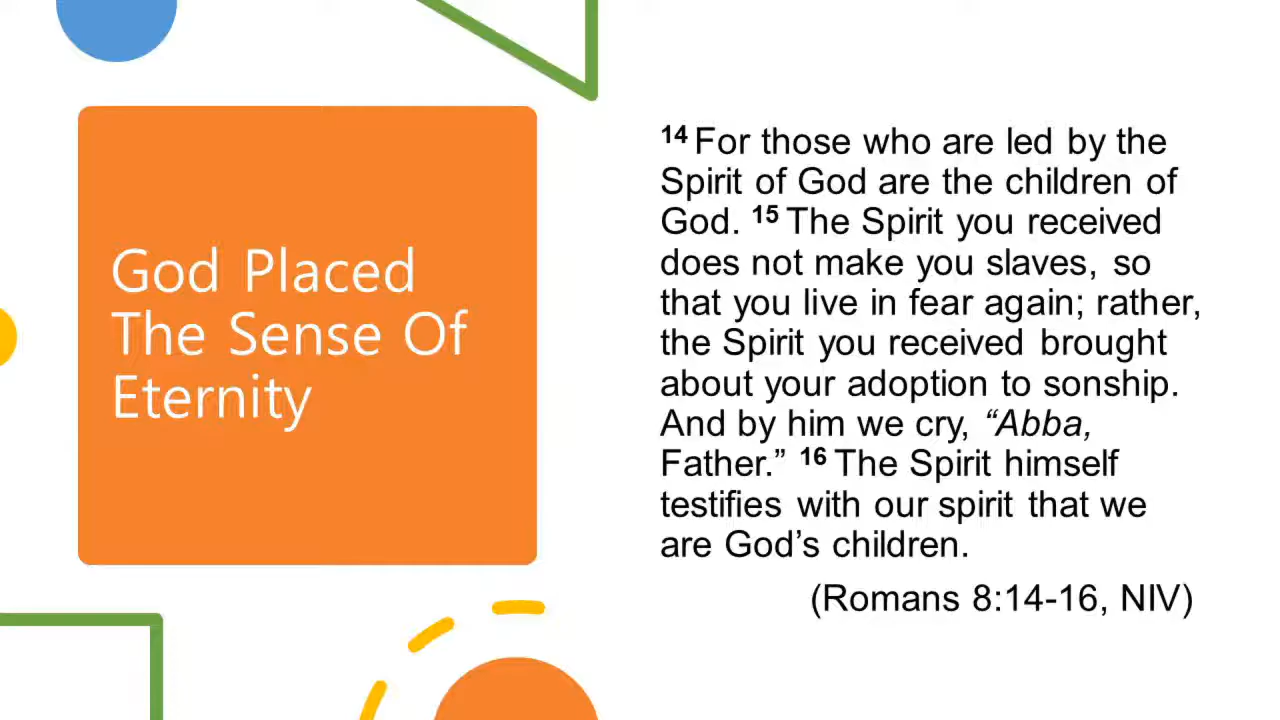 God Placed
The Sense Of
Eternity
14 For those who are led by the
Spirit of God are the children of
God. 15 The Spirit you received
does not make you slaves, so
that you live in fear again; rather,
the Spirit you received brought
about your adoption to sonship.
And by him we cry, “Abba,
Father.” 16 The Spirit himself
testifies with our spirit that we
are God’s children.
(Romans 8:14-16, NIV)